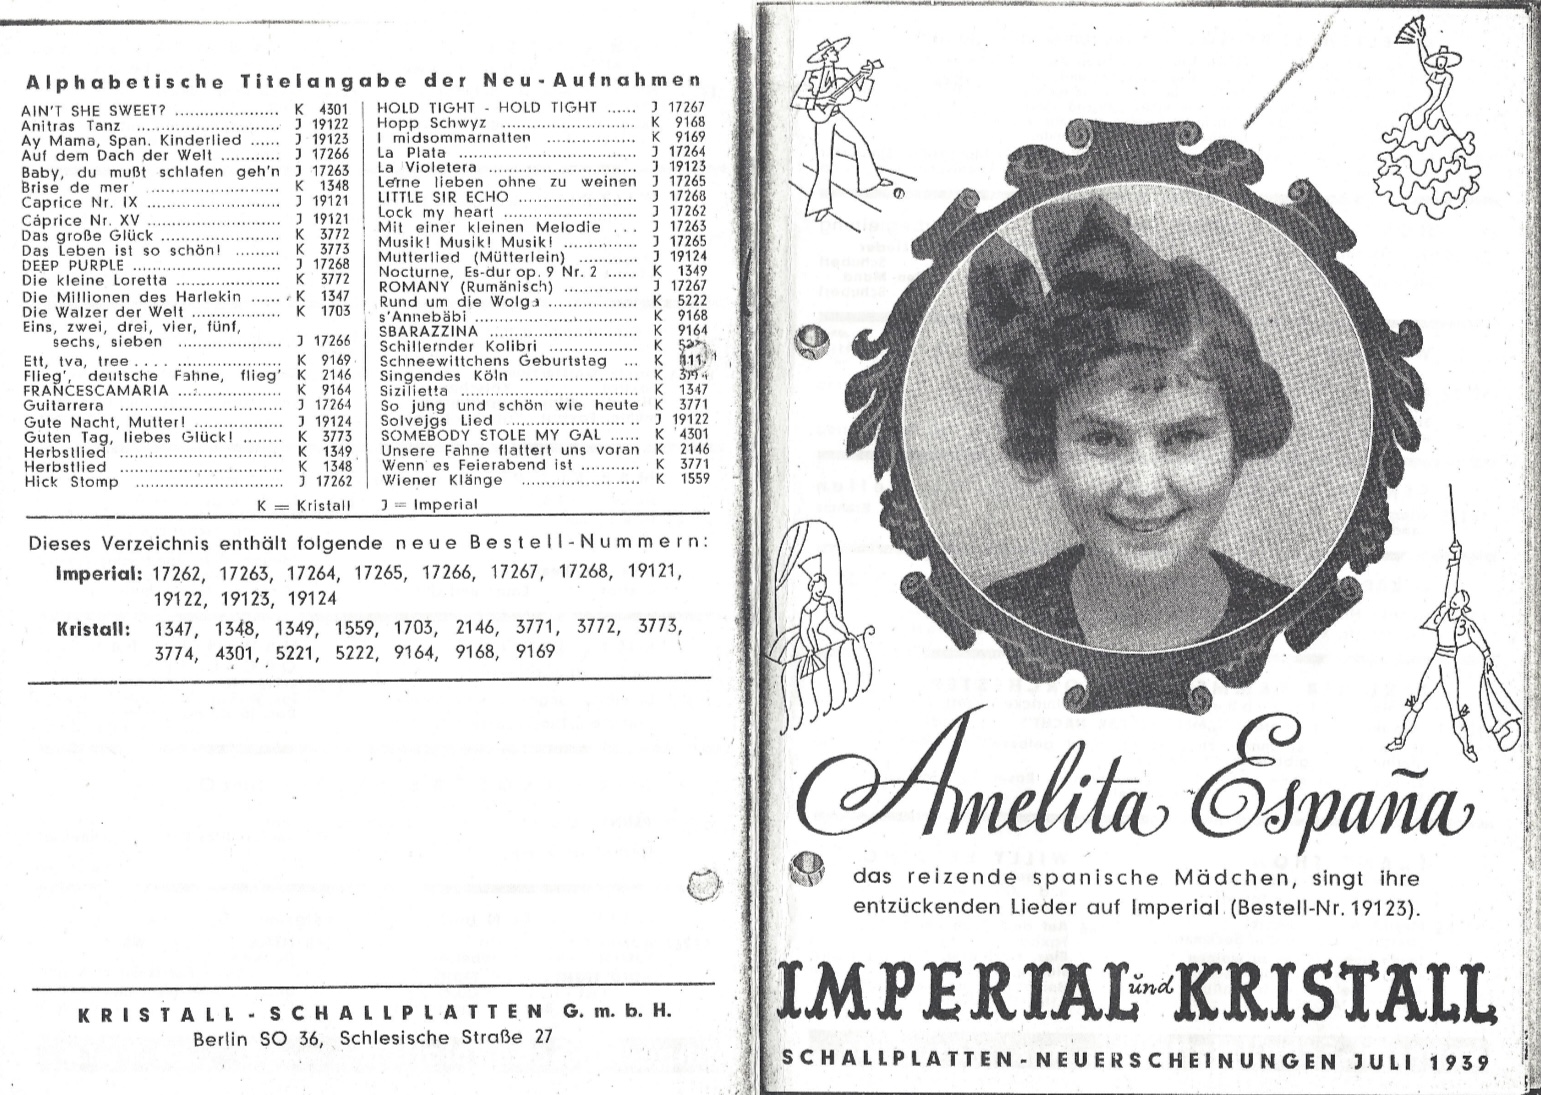 Alphabetische Titelangabe der Neu-Aufnahmen
AIN'T SHE SWEET? K 4301
Anitras Tanz J 19122
Ay Mama, Span. Kinderlied J 19123
Auf dem Dach der Welt J 17266
Baby, du mußt schlafen geh'n J 17263
Brise de mer K 1348
Caprice Nr. IX J 19121
Caprice Nr. XV J 19121
Das große Glück K 3772
Das Leben ist so schön! K 3773
DEEP PURPLE J 17268
Die kleine Loretta K 3772
Die Millionen des Harlekin K 1347
Die Walzer der Welt K 1703
Eins, zwei, drei, vier, fünf,
sechs, sieben J 17266
Ett, tva, tree K 9169
Flieg', deutsche Fahne, flieg' K 2146
FRANCESCAMARIA K 9164
Guitarrera J 17264
Gute Nacht, Mutter! J 19124
Guten Tag, liebes Glück! K 3773
Herbstlied K 1349
Herbstlied K 1348
Hick Stomp J 17262
HOLD TIGHT - HOLD TIGHT J 17267
Hopp Schwyz K 9168
I midsommarnatten K 9169
La Plata J 17264
La Violetera J 19123
Lerne lieben ohne zu weinen J 17265
LITTLE SIR ECHO J 17268
Lock my heart J 17262
Mit einer kleinen Melodie . . . J 17263
Musik! Musik! Musik! J 17265
Mutterlied (Mütterlein) J 19124
Nocturne, Es-dur op. 9 Nr. 2 K 1349
ROMANY (Rumänisch) J 17267
Rund um die Wolga K 5222
s'Annebäbi K 9168
SBARAZZINA K 9164
Schillernder Kolibri K
Schneewittchens Geburtstag K
Singendes Köln K
Sizilietta K 1347
So jung und schön wie heute K 3771
Solvejgs Lied J 19122
SOMEBODY STOLE MY GAL K 4301
Unsere Fahne flattert uns voran K 2146
Wenn es Feierabend ist K 3771
Wiener Klänge K 1559
K = Kristall J = Imperial
Dieses Verzeichnis enthält folgende neue Bestell-Nummern:
Imperial: 17262, 17263, 17264, 17265, 17266, 17267, 17268, 19121,
19122, 19123, 19124
Kristall: 1347, 1348, 1349, 1559, 1703, 2146, 3771, 3772, 3773,
3774, 4301, 5221, 5222, 9164, 9168, 9169
KRISTALL-SCHALLPLATTEN G. m. b. H.
Berlin SO 36, Schlesische Straße 27
Amelita España
das reizende spanische Mädchen, singt ihre
entzückenden Lieder auf Imperial (Bestell-Nr. 19123).
IMPERIAL und KRISTALL
SCHALLPLATTEN-NEUERSCHEINUNGEN JULI 1939